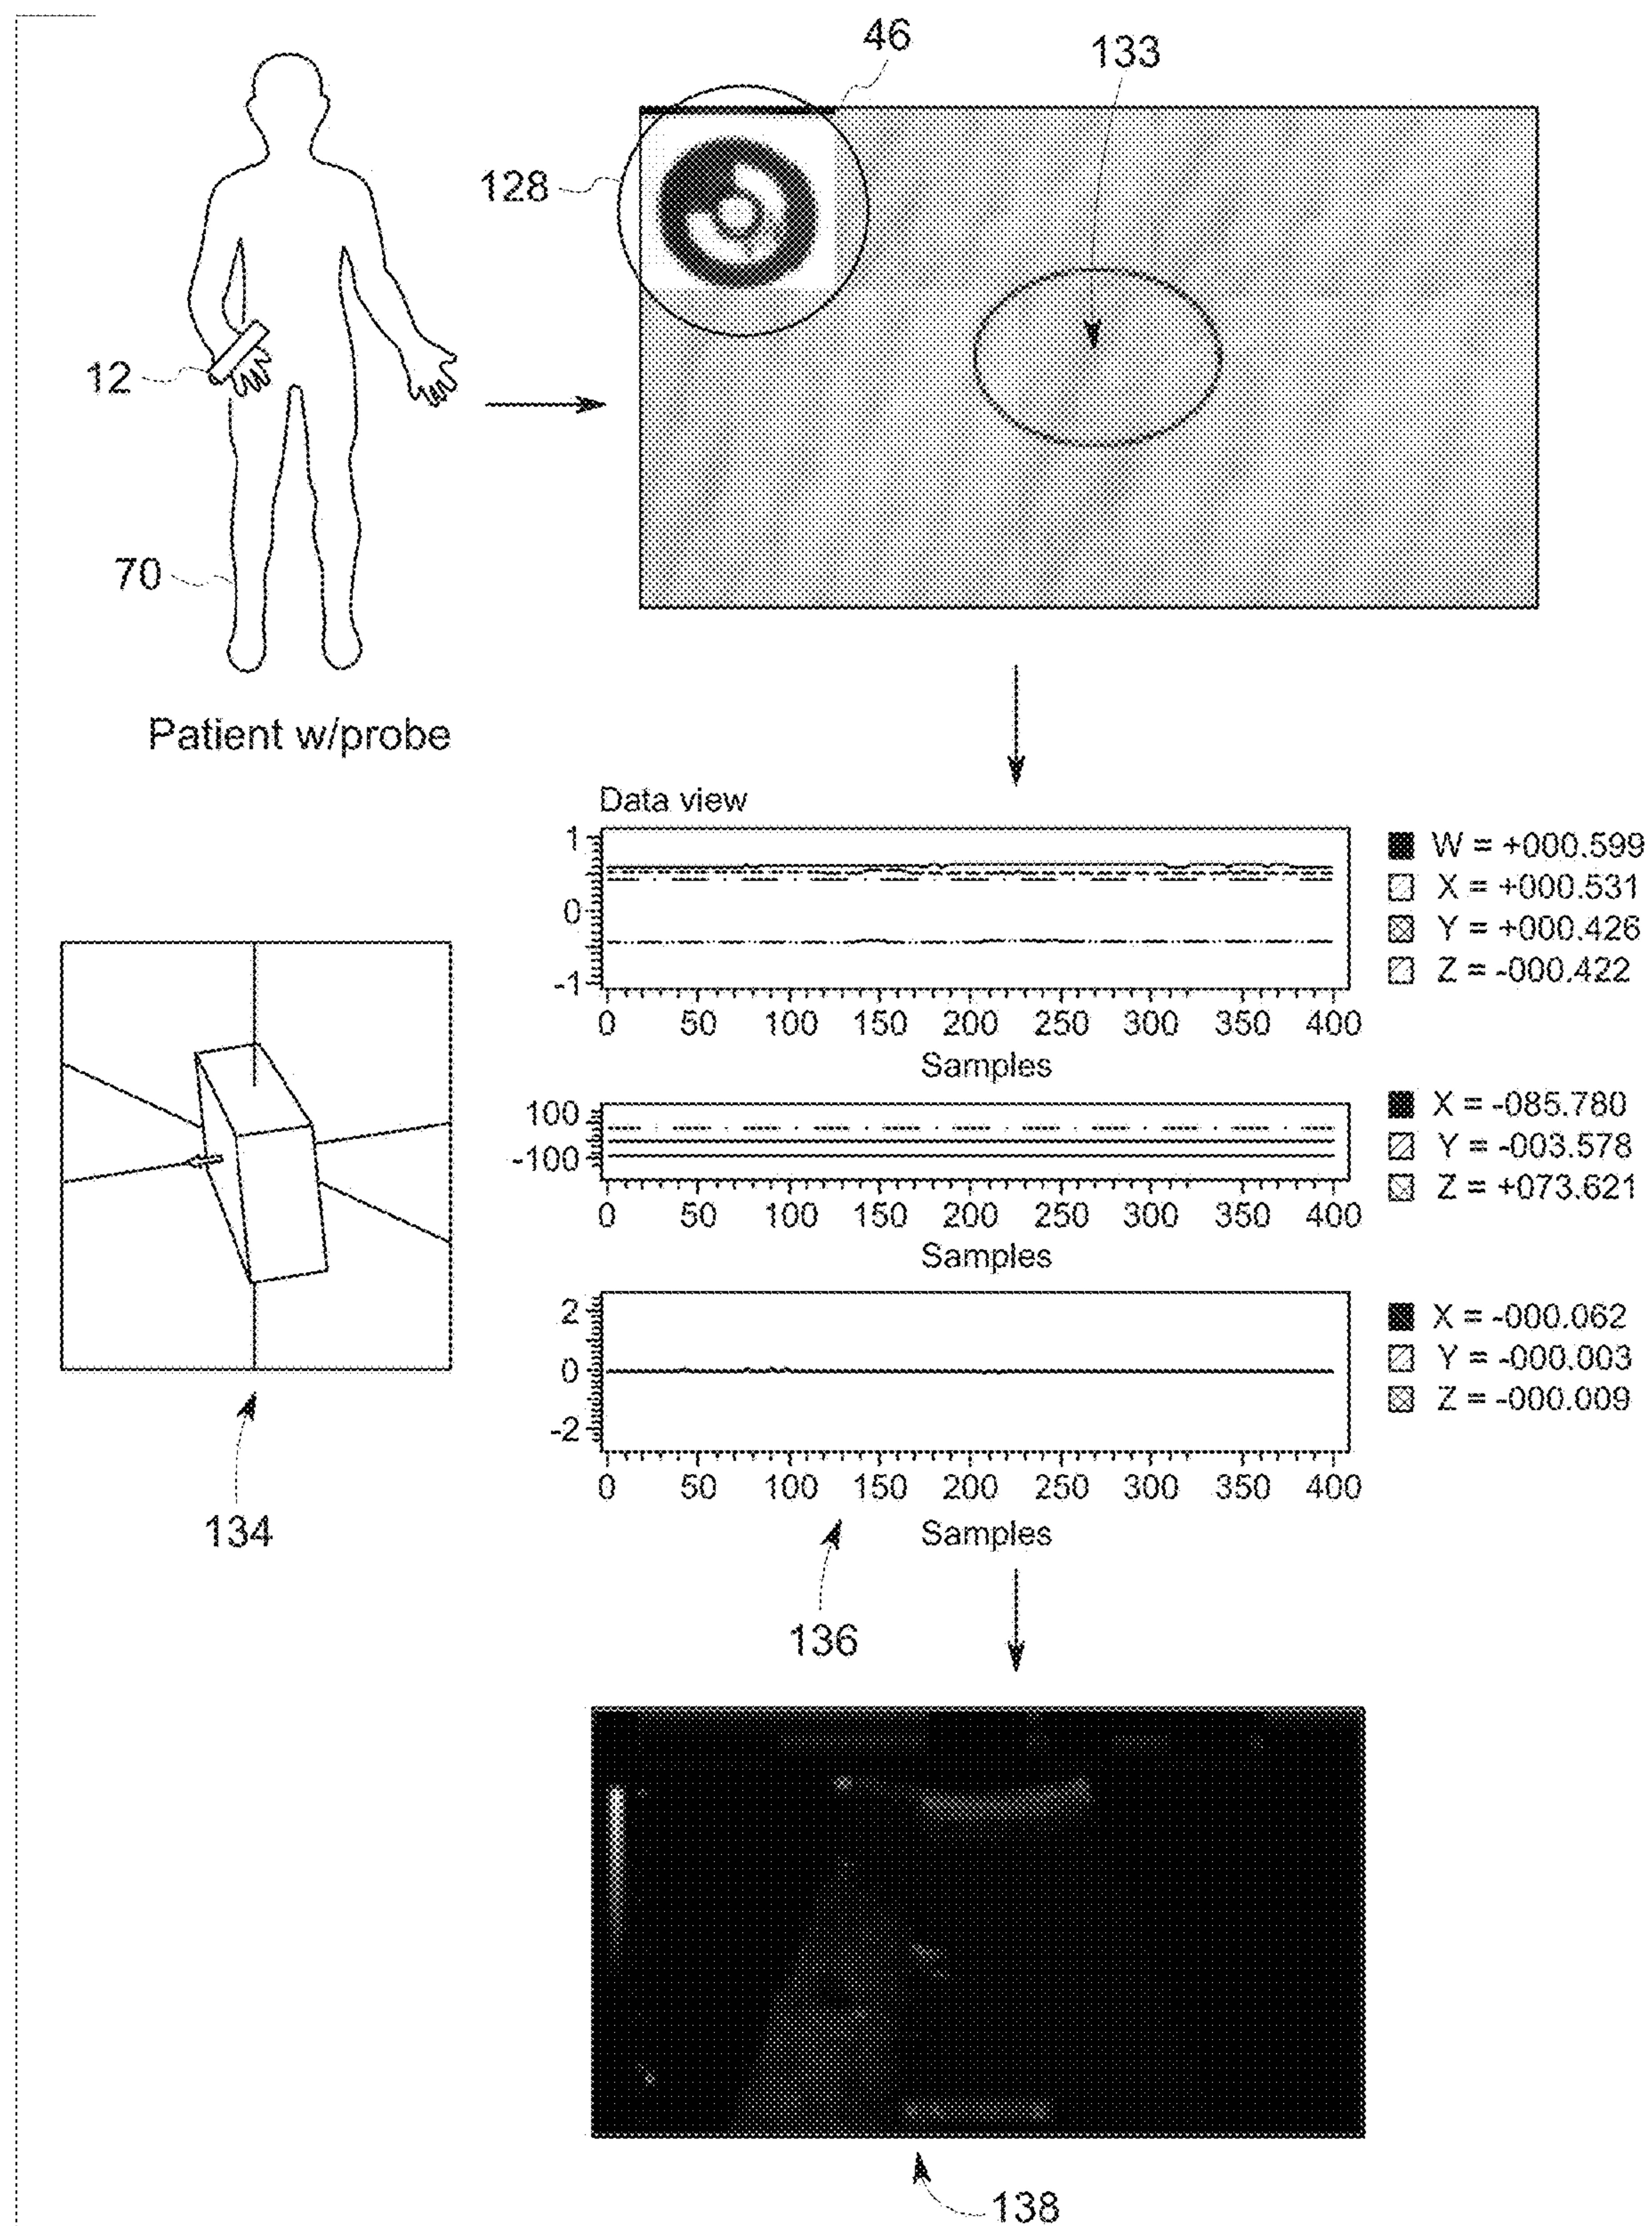 46
133
128
12
70
Patient w/probe
Data view
1
0
-1
0 50 100 150 200 250 300 350 400
Samples
W = +000.599
X = +000.531
Y = +000.426
Z = -000.422
100
-100
0 50 100 150 200 250 300 350 400
Samples
X = -085.780
Y = -003.578
Z = +073.621
2
0
-2
0 50 100 150 200 250 300 350 400
Samples
X = -000.062
Y = -000.003
Z = -000.009
134
136
138